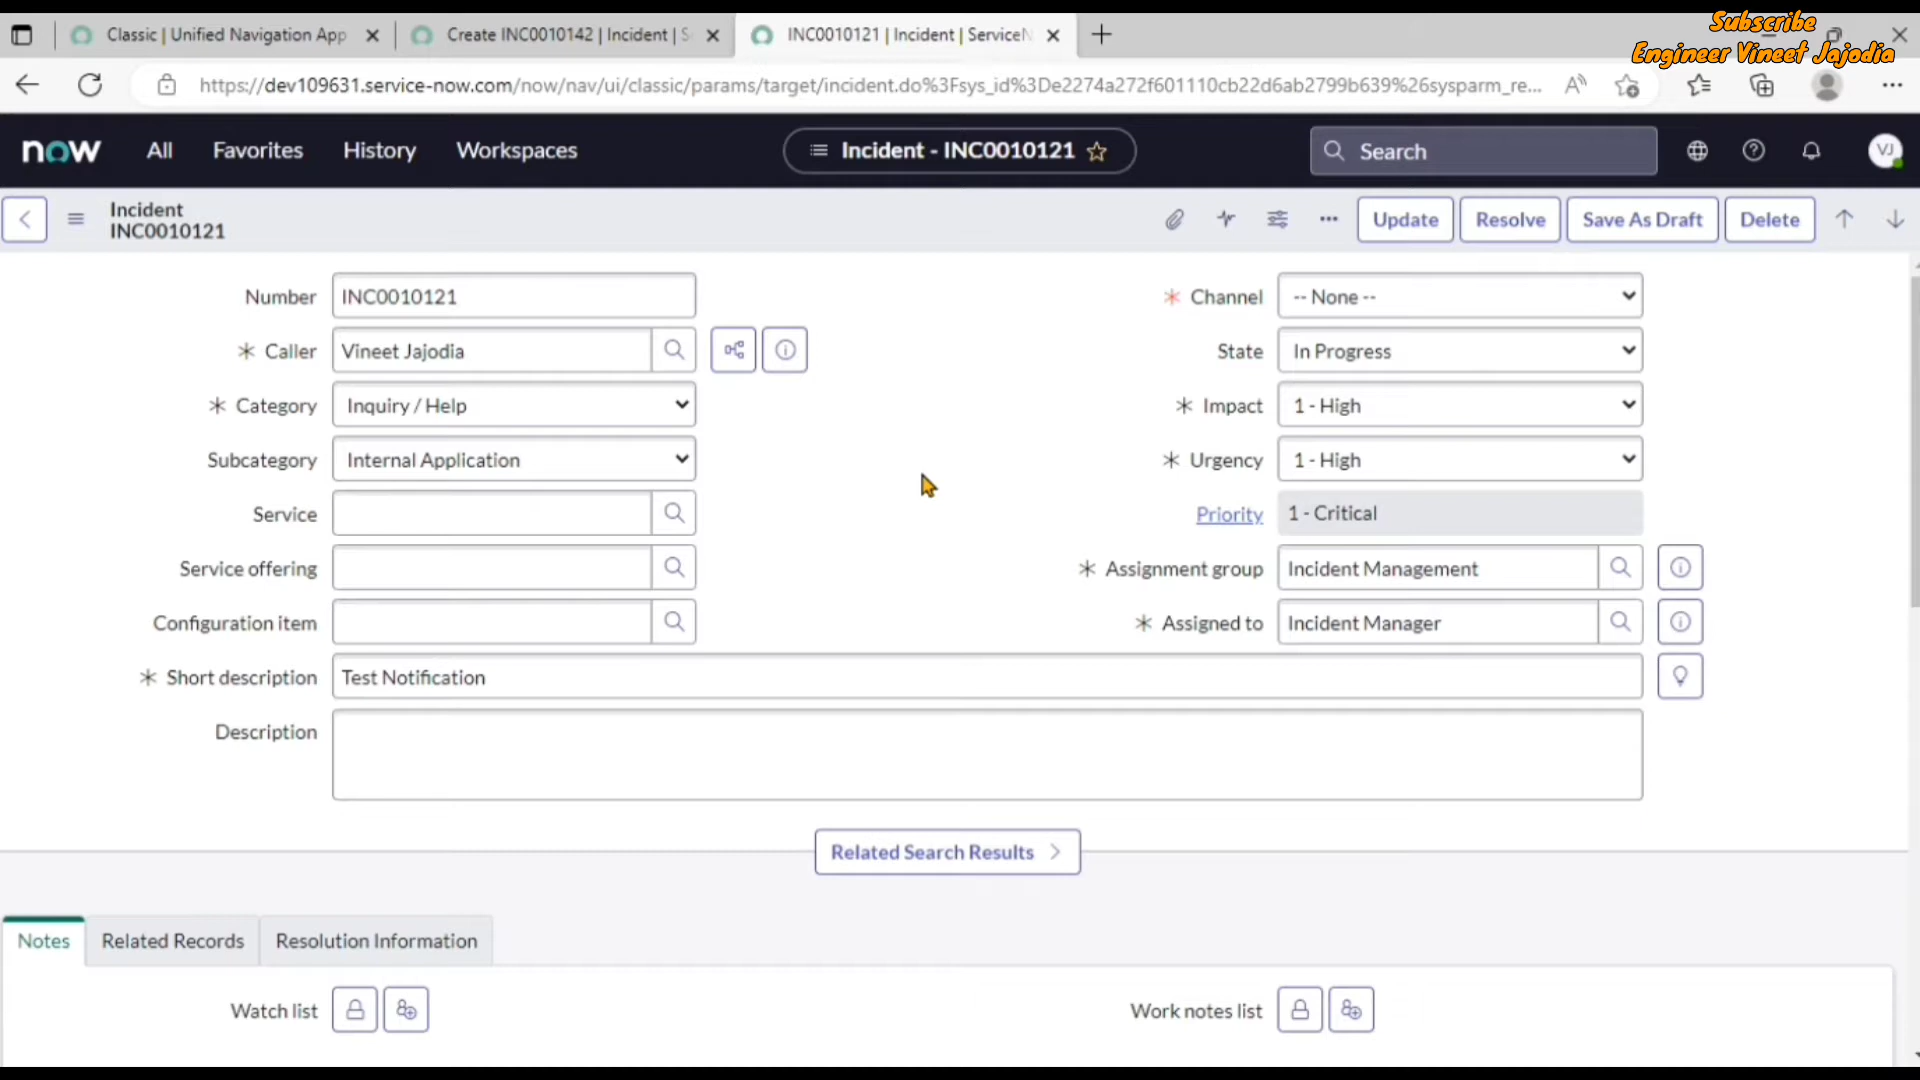 Subscribe
Engineer Vineet Jajodia
Classic | Unified Navigation App
Create INC0010142 | Incident | S
INC0010121 | Incident | ServiceN
https://dev109631.service-now.com/now/nav/ui/classic/params/target/incident.do%3Fsys_id%3De2274a272f601110cb22d6ab2799b639%26sysparm_re...
now All Favorites History Workspaces Incident - INC0010121 Search VJ
Incident
INC0010121
Update Resolve Save As Draft Delete
Number INC0010121 * Channel -- None --
* Caller Vineet Jajodia State In Progress
* Category Inquiry / Help * Impact 1 - High
Subcategory Internal Application * Urgency 1 - High
Service Priority 1 - Critical
Service offering * Assignment group Incident Management
Configuration item * Assigned to Incident Manager
* Short description Test Notification
Description
Related Search Results
Notes Related Records Resolution Information
Watch list Work notes list